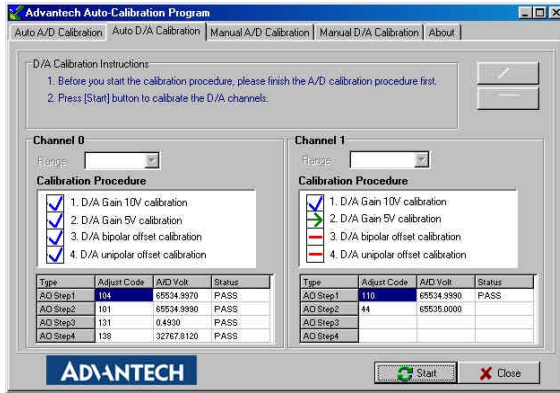 Advantech Auto-Calibration Program
Auto A/D Calibration Auto D/A Calibration Manual A/D Calibration Manual D/A Calibration About
D/A Calibration Instructions
1. Before you start the calibration procedure, please finish the A/D calibration procedure first.
2. Press [Start] button to calibrate the D/A channels.
Channel 0
Range
Calibration Procedure
1. D/A Gain 10V calibration
2. D/A Gain 5V calibration
3. D/A bipolar offset calibration
4. D/A unipolar offset calibration
Type Adjust Code A/D Volt Status
AO Step1 104 65534.9970 PASS
AO Step2 101 65534.9990 PASS
AO Step3 131 0.4930 PASS
AO Step4 138 32767.8120 PASS
Channel 1
Range
Calibration Procedure
1. D/A Gain 10V calibration
2. D/A Gain 5V calibration
3. D/A bipolar offset calibration
4. D/A unipolar offset calibration
Type Adjust Code A/D Volt Status
AO Step1 110 65534.9990 PASS
AO Step2 44 65535.0000
AO Step3
AO Step4
ADVANTECH
Start
Close